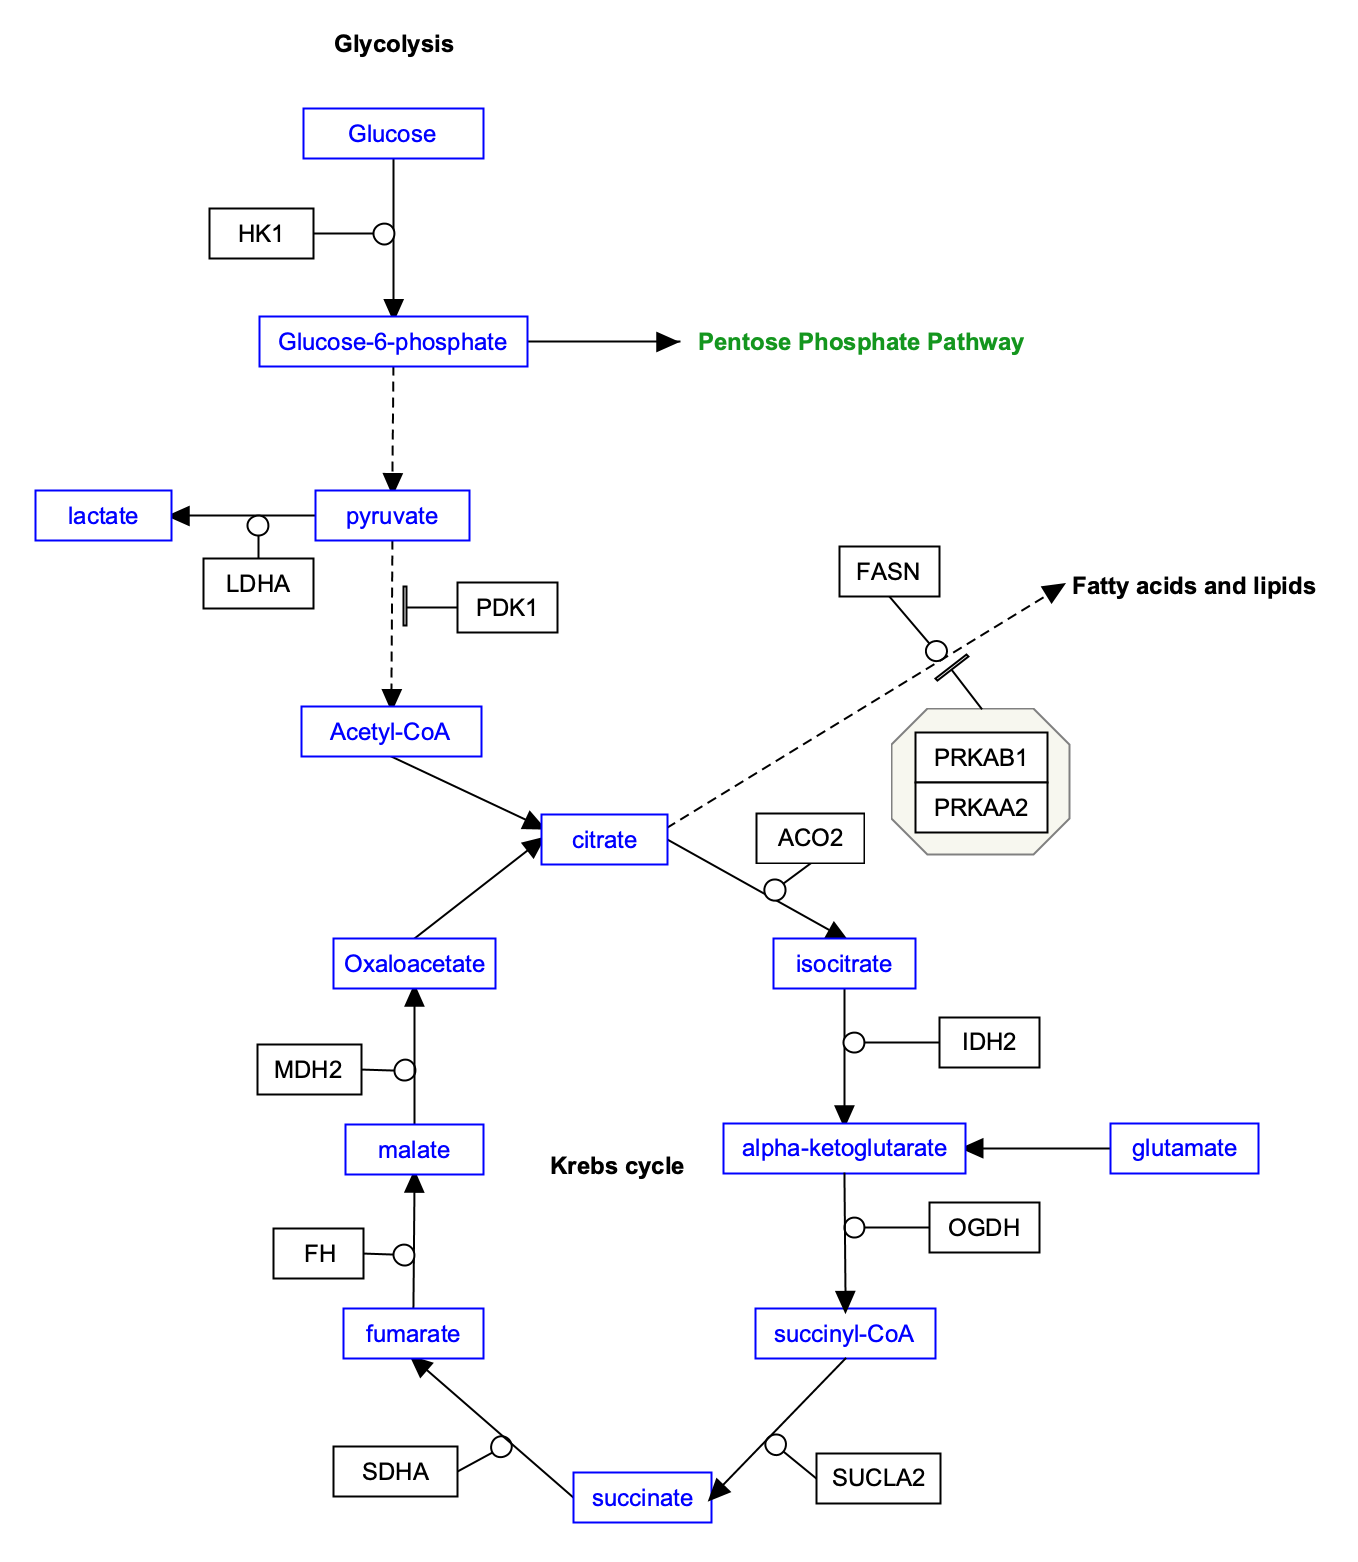 Glycolysis
Glucose
HK1
Glucose-6-phosphate
Pentose Phosphate Pathway
lactate
pyruvate
LDHA
PDK1
FASN
Fatty acids and lipids
Acetyl-CoA
PRKAB1
PRKAA2
citrate
ACO2
Oxaloacetate
isocitrate
MDH2
IDH2
malate
Krebs cycle
alpha-ketoglutarate
glutamate
FH
OGDH
fumarate
succinyl-CoA
SDHA
succinate
SUCLA2